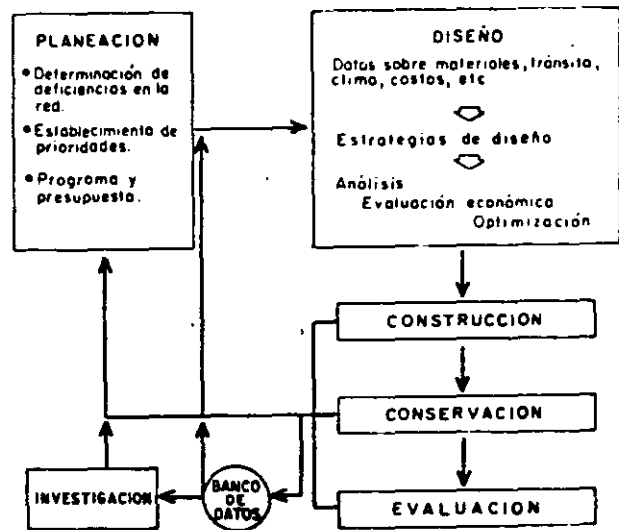 PLANEACION
• Determinación de
deficiencias en la
red.
• Establecimiento de
prioridades.
• Programa y
presupuesta.
DISEÑO
Datos sobre materiales, tránsito,
clima, costos, etc
Estrategias de diseño
Análisis
Evaluación económica
Optimización
CONSTRUCCION
CONSERVACION
EVALUACION
BANCO
DE
DATOS
INVESTIGACION